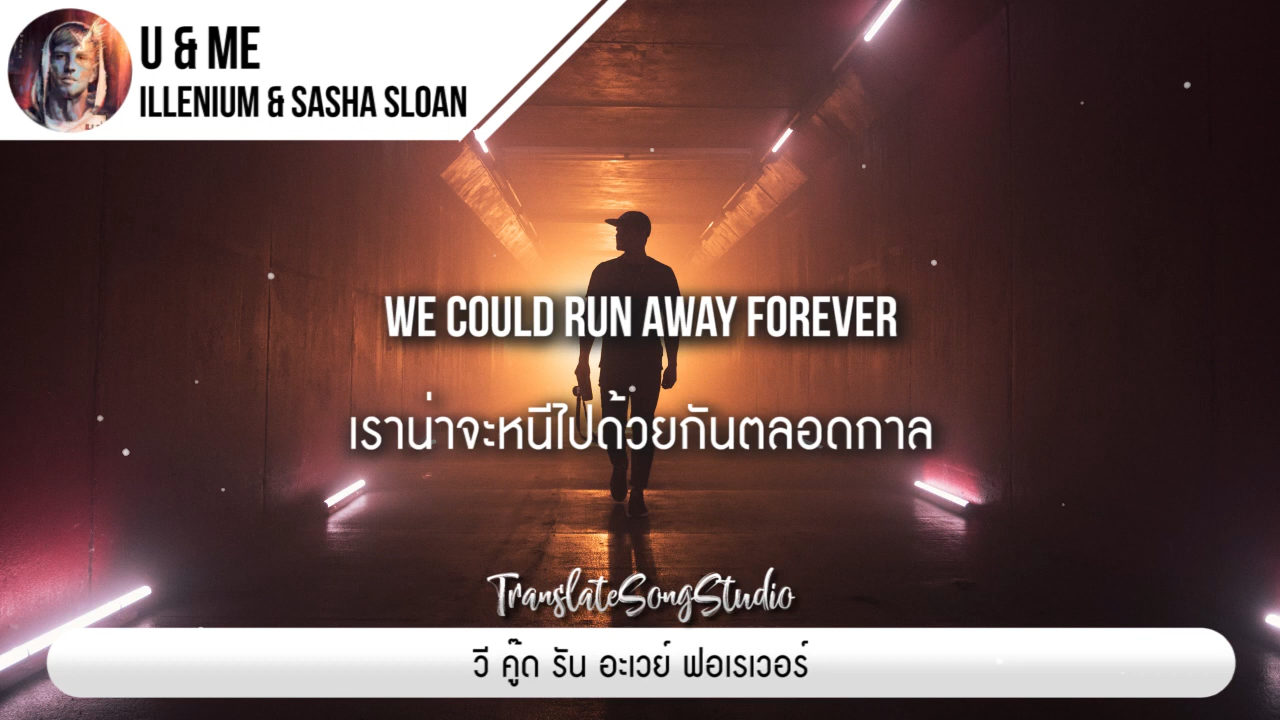 U & ME
ILLENIUM & SASHA SLOAN
WE COULD RUN AWAY FOREVER
เราน่าจะหนีไปด้วยกันตลอดกาล
TranslateSongStudio
วี คู๊ด รัน อะเวย์ ฟอเรเวอร์